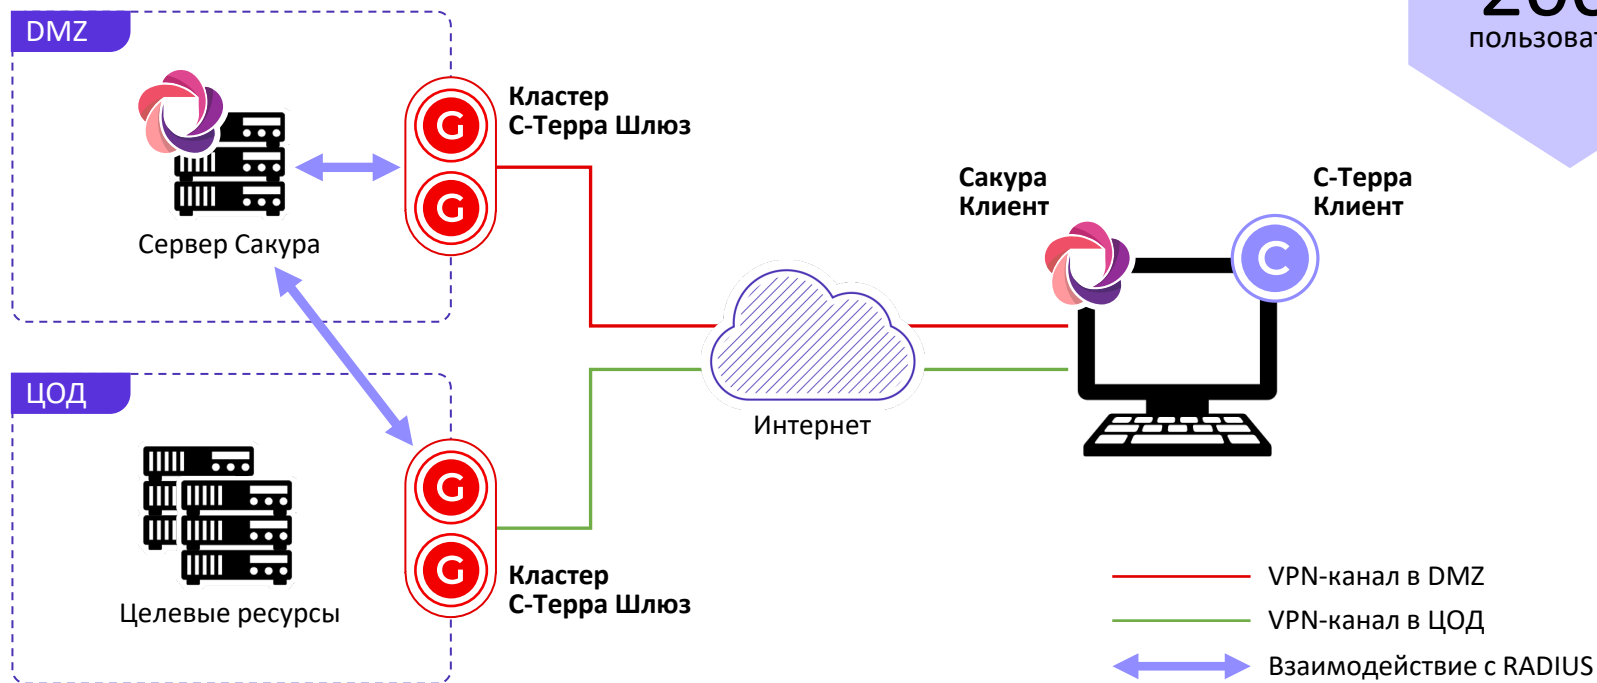 DMZ
Кластер
С-Терра Шлюз
G
G
Сервер Сакура
Сакура
Клиент
С-Терра
Клиент
C
Интернет
ЦОД
G
G
Кластер
С-Терра Шлюз
Целевые ресурсы
VPN-канал в DMZ
VPN-канал в ЦОД
Взаимодействие с RADIUS